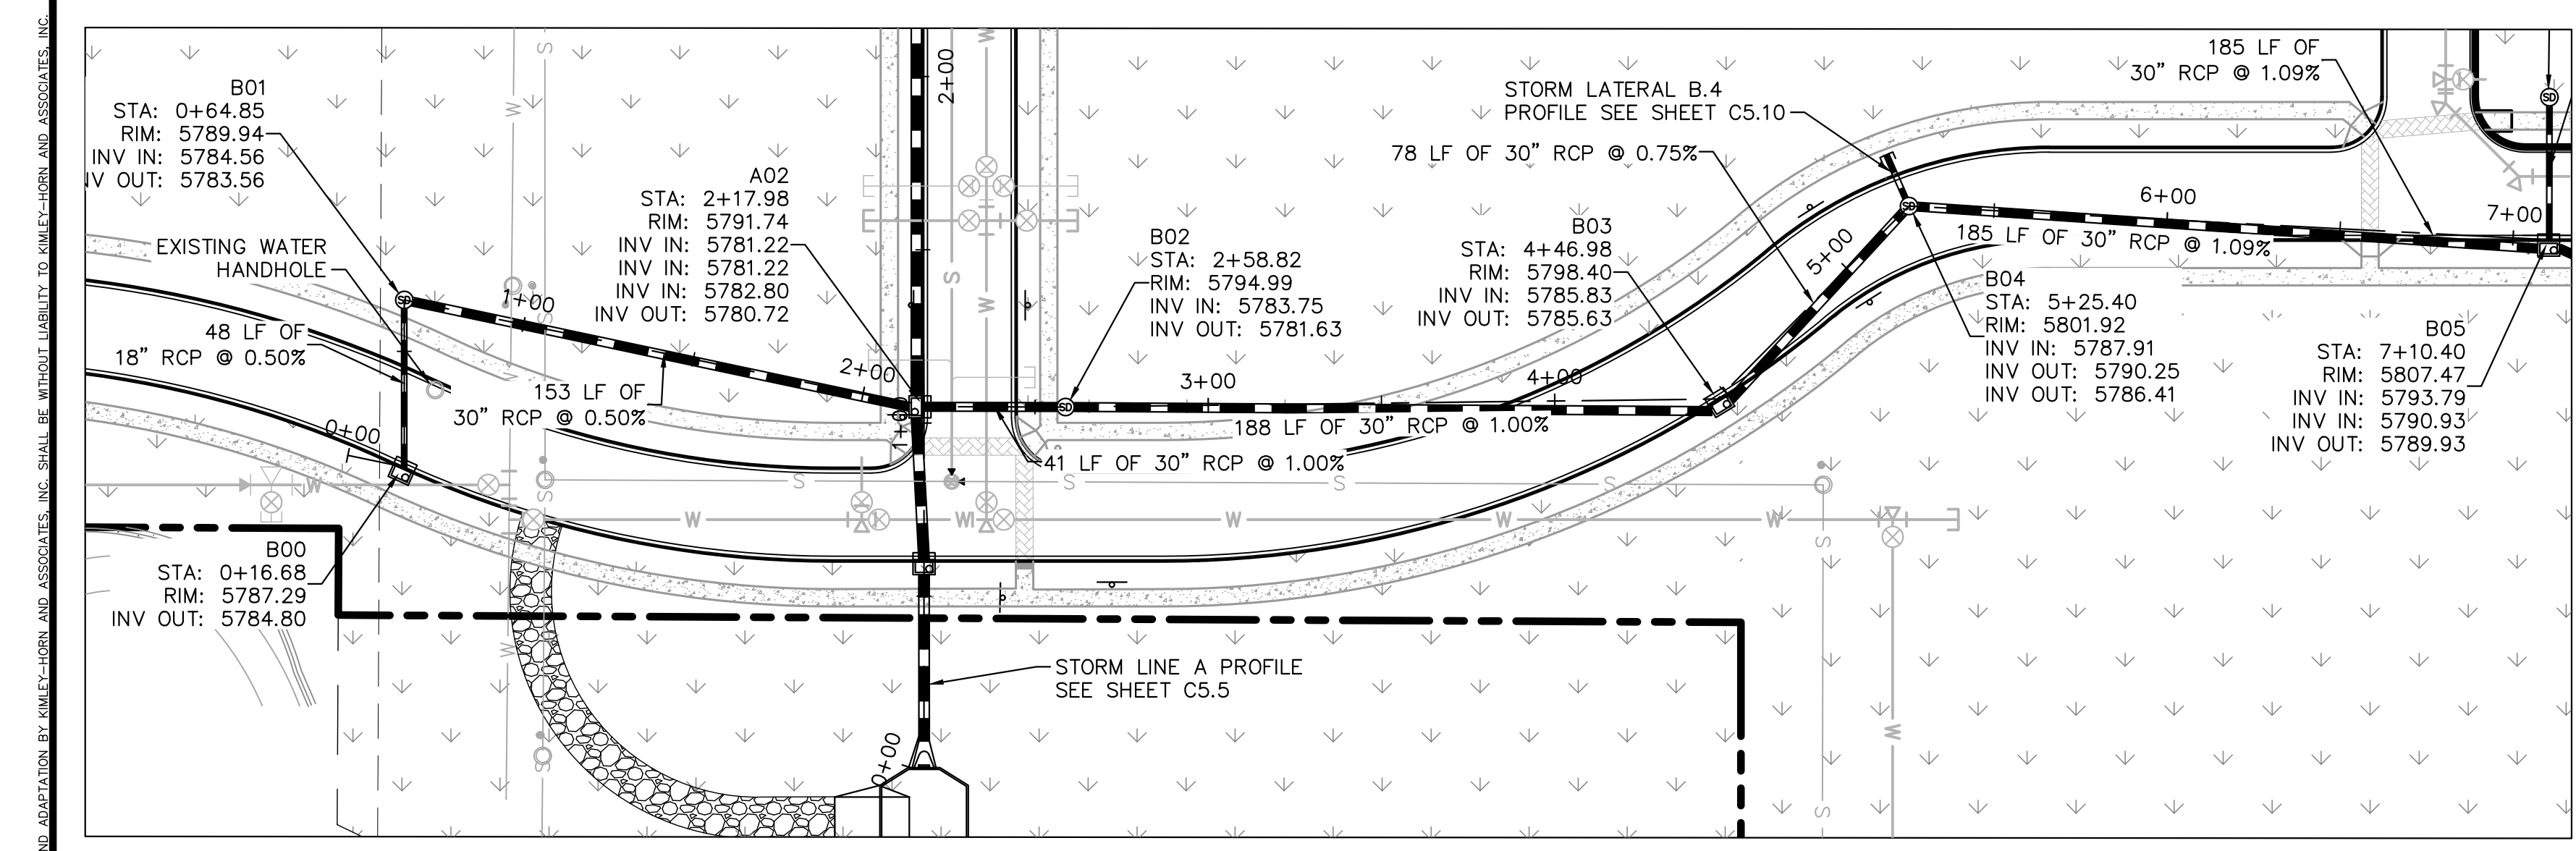 ND ADAPTATION BY KIMLEY-HORN AND ASSOCIATES, INC. SHALL BE WITHOUT LIABILITY TO KIMLEY-HORN AND ASSOCIATES, INC.
B01
STA: 0+64.85
RIM: 5789.94
INV IN: 5784.56
INV OUT: 5783.56
EXISTING WATER
HANDHOLE
48 LF OF
18" RCP @ 0.50%
0+00
B00
STA: 0+16.68
RIM: 5787.29
INV OUT: 5784.80
1+00
153 LF OF
30" RCP @ 0.50%
2+00
A02
STA: 2+17.98
RIM: 5791.74
INV IN: 5781.22
INV IN: 5781.22
INV IN: 5782.80
INV OUT: 5780.72
2+00
0+00
STORM LINE A PROFILE
SEE SHEET C5.5
41 LF OF 30" RCP @ 1.00%
B02
STA: 2+58.82
RIM: 5794.99
INV IN: 5783.75
INV OUT: 5781.63
3+00
188 LF OF 30" RCP @ 1.00%
4+00
B03
STA: 4+46.98
RIM: 5798.40
INV IN: 5785.83
INV OUT: 5785.63
STORM LATERAL B.4
PROFILE SEE SHEET C5.10
78 LF OF 30" RCP @ 0.75%
5+00
B04
STA: 5+25.40
RIM: 5801.92
INV IN: 5787.91
INV OUT: 5790.25
INV OUT: 5786.41
185 LF OF 30" RCP @ 1.09%
6+00
185 LF OF
30" RCP @ 1.09%
7+00
B05
STA: 7+10.40
RIM: 5807.47
INV IN: 5793.79
INV IN: 5790.93
INV OUT: 5789.93
SD
SD
SD
SD
W
W
W
W
W
W
W
W
W
W
W
S
S
S
S
S
S
S
S
S
S